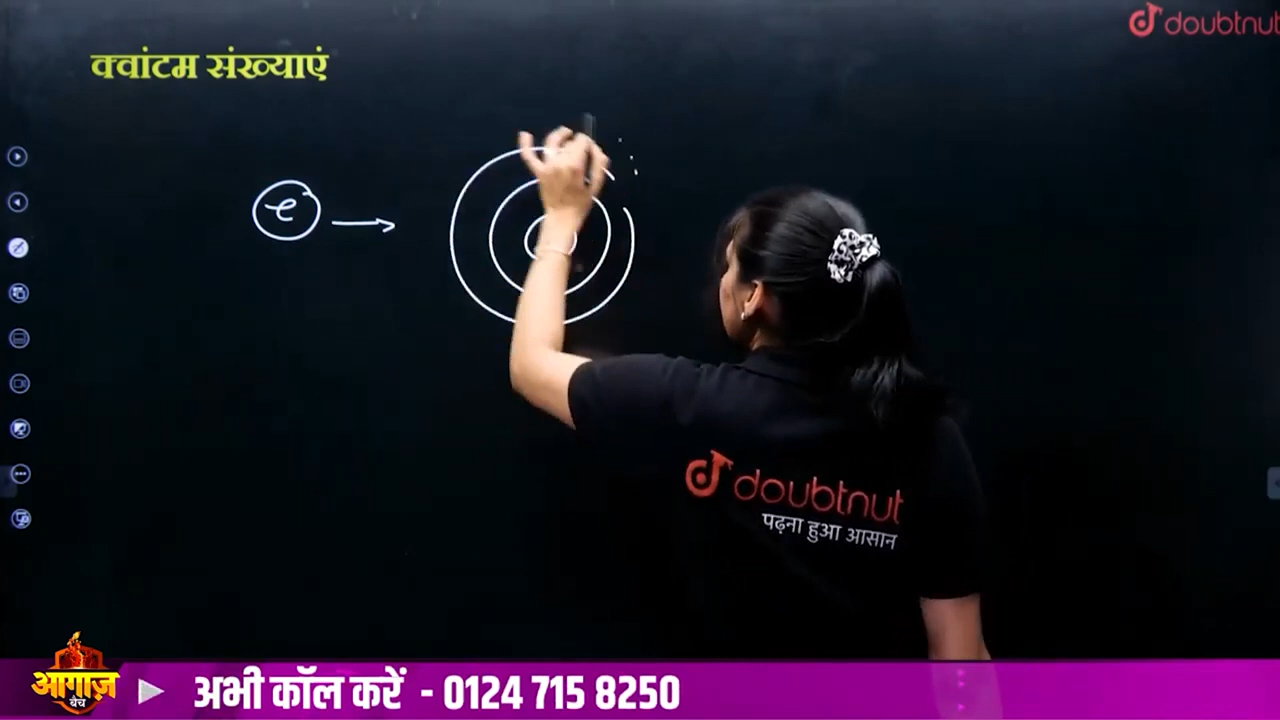 doubtnut
क्वांटम संख्याएं
e⁻
doubtnut
पढ़ना हुआ आसान
आगाज़
बैच
अभी कॉल करें - 0124 715 8250